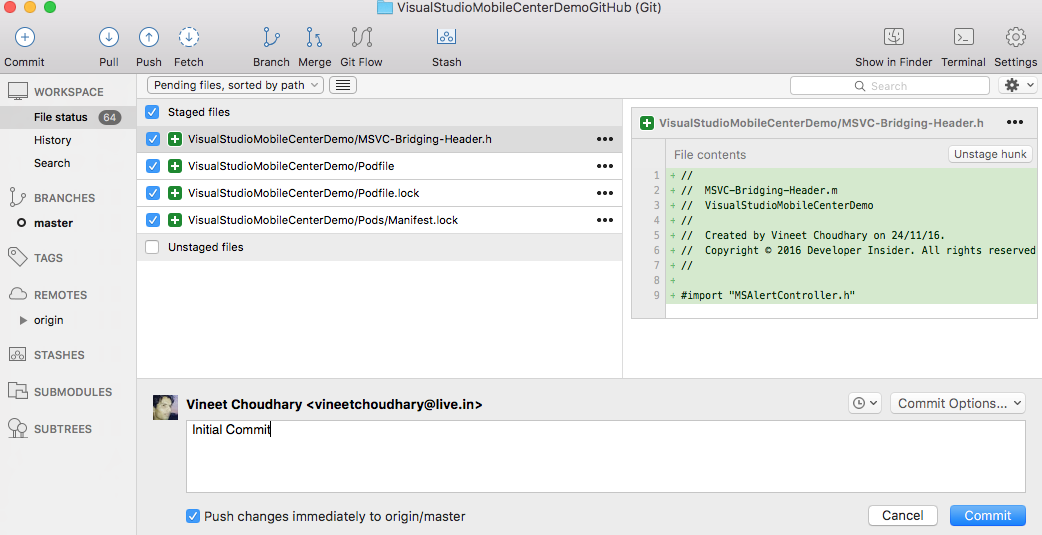 VisualStudioMobileCenterDemoGitHub (Git)
Commit Pull Push Fetch Branch Merge Git Flow Stash Show in Finder Terminal Settings
WORKSPACE
File status 64
History
Search
BRANCHES
master
TAGS
REMOTES
origin
STASHES
SUBMODULES
SUBTREES
Pending files, sorted by path
Search
Staged files
VisualStudioMobileCenterDemo/MSVC-Bridging-Header.h
VisualStudioMobileCenterDemo/Podfile
VisualStudioMobileCenterDemo/Podfile.lock
VisualStudioMobileCenterDemo/Pods/Manifest.lock
Unstaged files
VisualStudioMobileCenterDemo/MSVC-Bridging-Header.h
File contents Unstage hunk
1 + //
2 + //  MSVC-Bridging-Header.m
3 + //  VisualStudioMobileCenterDemo
4 + //
5 + //  Created by Vineet Choudhary on 24/11/16.
6 + //  Copyright © 2016 Developer Insider. All rights reserved
7 + //
8 +
9 + #import "MSAlertController.h"
Vineet Choudhary <vineetchoudhary@live.in>
Commit Options...
Initial Commit
Push changes immediately to origin/master
Cancel Commit